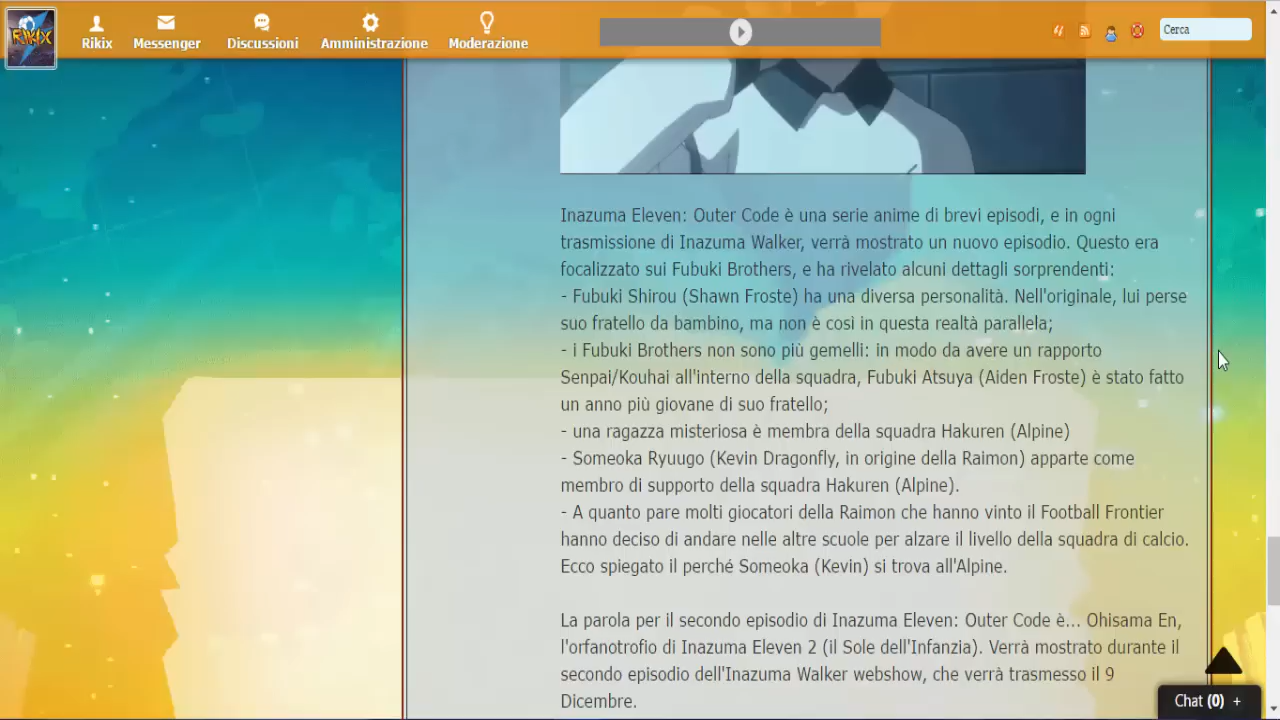 RIKIX
Rikix
Messenger
Discussioni
Amministrazione
Moderazione
Cerca
Inazuma Eleven: Outer Code è una serie anime di brevi episodi, e in ogni
trasmissione di Inazuma Walker, verrà mostrato un nuovo episodio. Questo era
focalizzato sui Fubuki Brothers, e ha rivelato alcuni dettagli sorprendenti:
- Fubuki Shirou (Shawn Froste) ha una diversa personalità. Nell'originale, lui perse
suo fratello da bambino, ma non è così in questa realtà parallela;
- i Fubuki Brothers non sono più gemelli: in modo da avere un rapporto
Senpai/Kouhai all'interno della squadra, Fubuki Atsuya (Aiden Froste) è stato fatto
un anno più giovane di suo fratello;
- una ragazza misteriosa è membra della squadra Hakuren (Alpine)
- Someoka Ryuugo (Kevin Dragonfly, in origine della Raimon) apparte come
membro di supporto della squadra Hakuren (Alpine).
- A quanto pare molti giocatori della Raimon che hanno vinto il Football Frontier
hanno deciso di andare nelle altre scuole per alzare il livello della squadra di calcio.
Ecco spiegato il perché Someoka (Kevin) si trova all'Alpine.
La parola per il secondo episodio di Inazuma Eleven: Outer Code è... Ohisama En,
l'orfanotrofio di Inazuma Eleven 2 (il Sole dell'Infanzia). Verrà mostrato durante il
secondo episodio dell'Inazuma Walker webshow, che verrà trasmesso il 9
Dicembre.
Chat (0) +